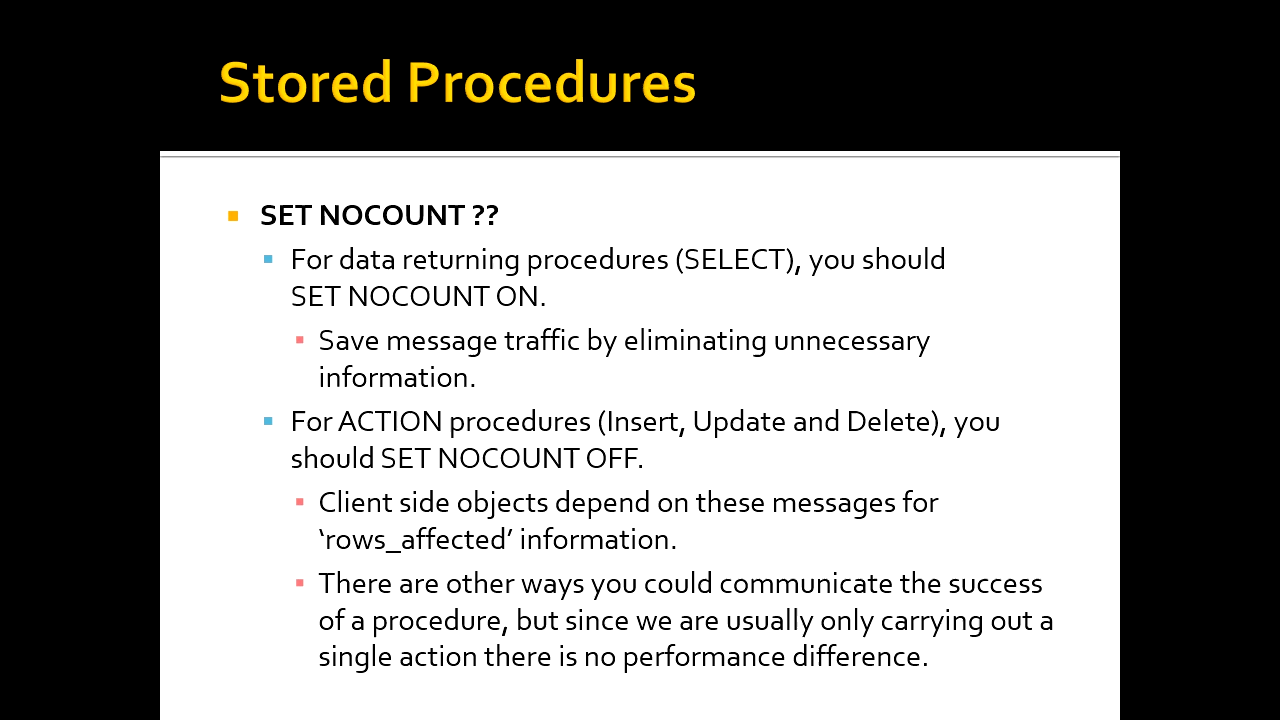 Stored Procedures
SET NOCOUNT ??
For data returning procedures (SELECT), you should
SET NOCOUNT ON.
Save message traffic by eliminating unnecessary
information.
For ACTION procedures (Insert, Update and Delete), you
should SET NOCOUNT OFF.
Client side objects depend on these messages for
‘rows_affected’ information.
There are other ways you could communicate the success
of a procedure, but since we are usually only carrying out a
single action there is no performance difference.